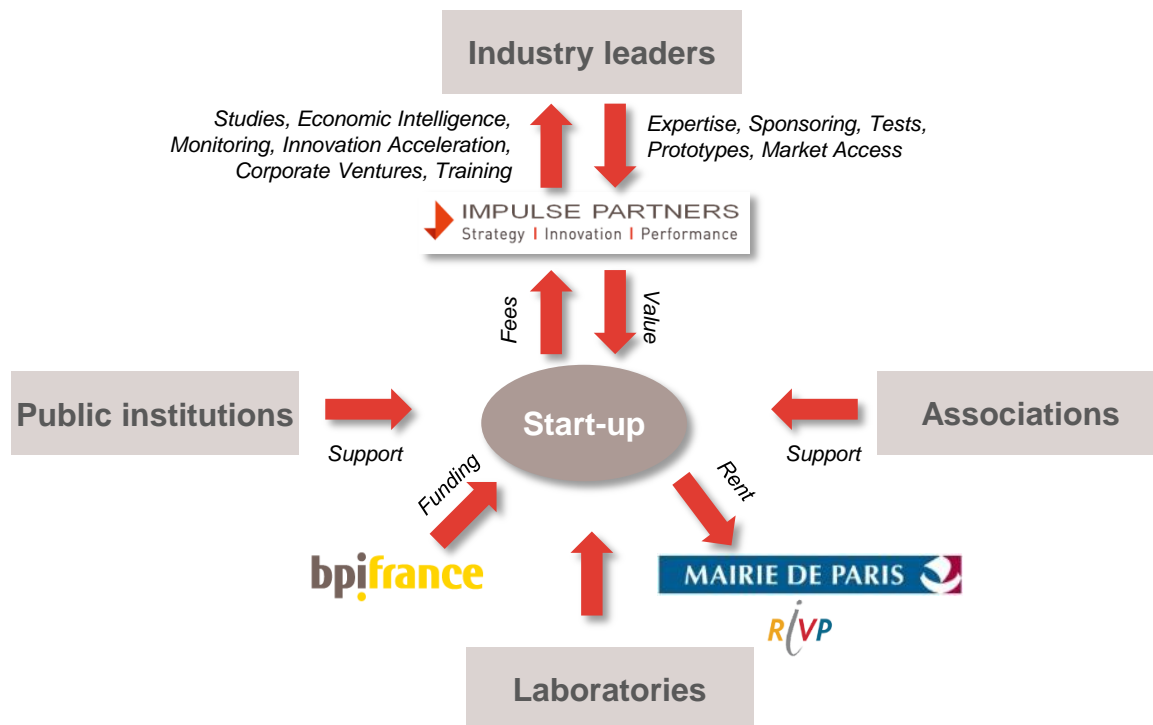 Industry leaders
Studies, Economic Intelligence,
Monitoring, Innovation Acceleration,
Corporate Ventures, Training
Expertise, Sponsoring, Tests,
Prototypes, Market Access
IMPULSE PARTNERS
Strategy I Innovation I Performance
Fees
Value
Public institutions
Support
Start-up
Associations
Support
Funding
Rent
bpifrance
MAIRIE DE PARIS
RIVP
Laboratories